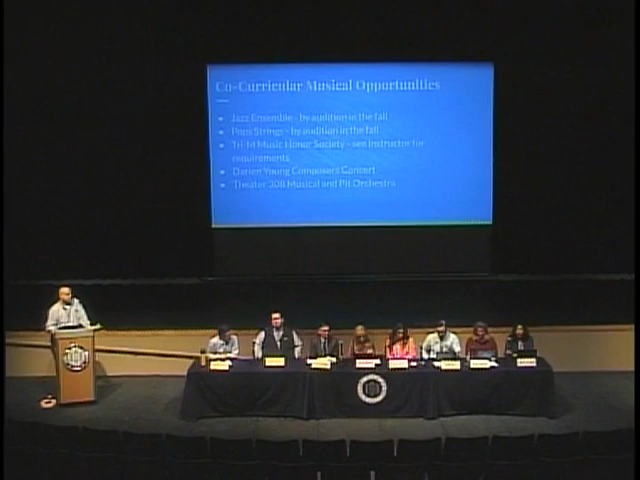 Co-Curricular Musical Opportunities
Jazz Ensemble - by audition in the fall
Pops Strings - by audition in the fall
Tri-M Music Honor Society - see instructor for
requirements
Darien Young Composers Concert
Theater 308 Musical and Pit Orchestra